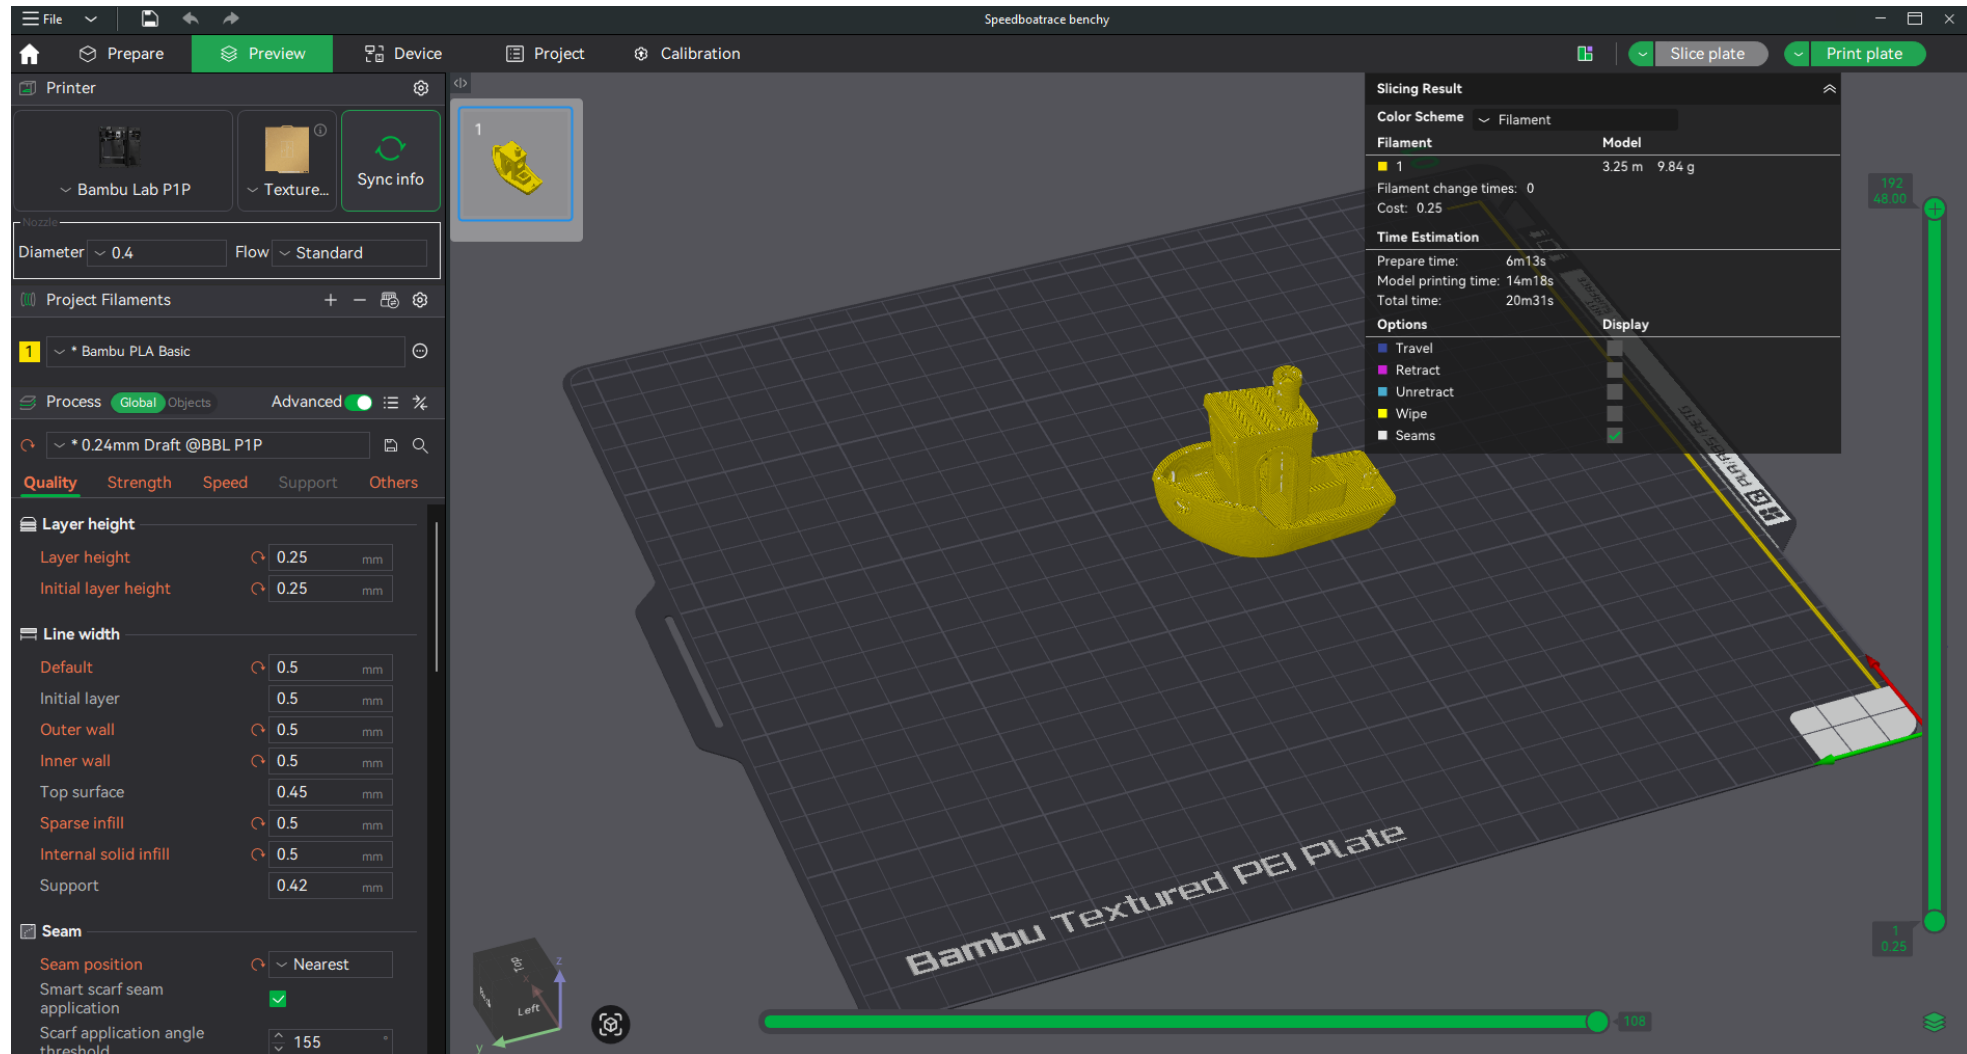 File
Speedboatrace benchy
Prepare
Preview
Device
Project
Calibration
Slice plate
Print plate
Printer
Bambu Lab P1P
Texture...
Sync info
Nozzle
Diameter 0.4
Flow Standard
Project Filaments
1 * Bambu PLA Basic
Process Global Objects Advanced
* 0.24mm Draft @BBL P1P
Quality Strength Speed Support Others
Layer height
Layer height 0.25 mm
Initial layer height 0.25 mm
Line width
Default 0.5 mm
Initial layer 0.5 mm
Outer wall 0.5 mm
Inner wall 0.5 mm
Top surface 0.45 mm
Sparse infill 0.5 mm
Internal solid infill 0.5 mm
Support 0.42 mm
Seam
Seam position Nearest
Smart scarf seam
application
Scarf application angle
threshold 155 °
1
Slicing Result
Color Scheme Filament
Filament Model
1 3.25 m 9.84 g
Filament change times: 0
Cost: 0.25
Time Estimation
Prepare time: 6m13s
Model printing time: 14m18s
Total time: 20m31s
Options Display
Travel
Retract
Unretract
Wipe
Seams
192
48.00
PLA/ABS/PETG
Bambu Textured PEI Plate
1
0.25
108
Top
Left
z
x
y